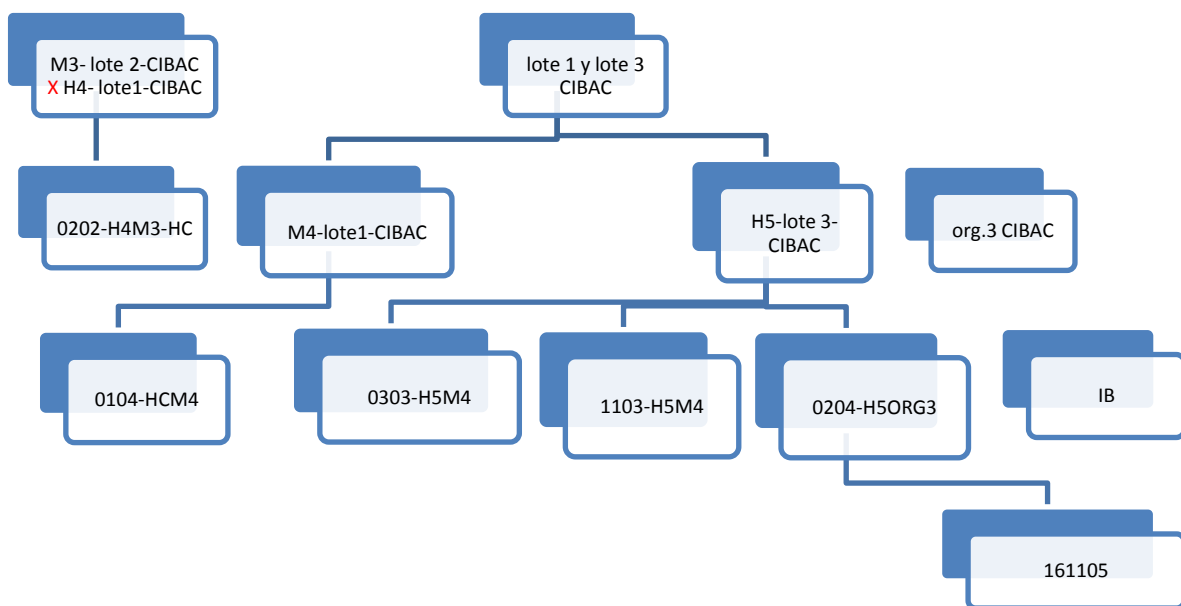 M3- lote 2-CIBAC
X H4- lote1-CIBAC
lote 1 y lote 3
CIBAC
0202-H4M3-HC
M4-lote1-CIBAC
H5-lote 3-
CIBAC
org.3 CIBAC
0104-HCM4
0303-H5M4
1103-H5M4
0204-H5ORG3
IB
161105